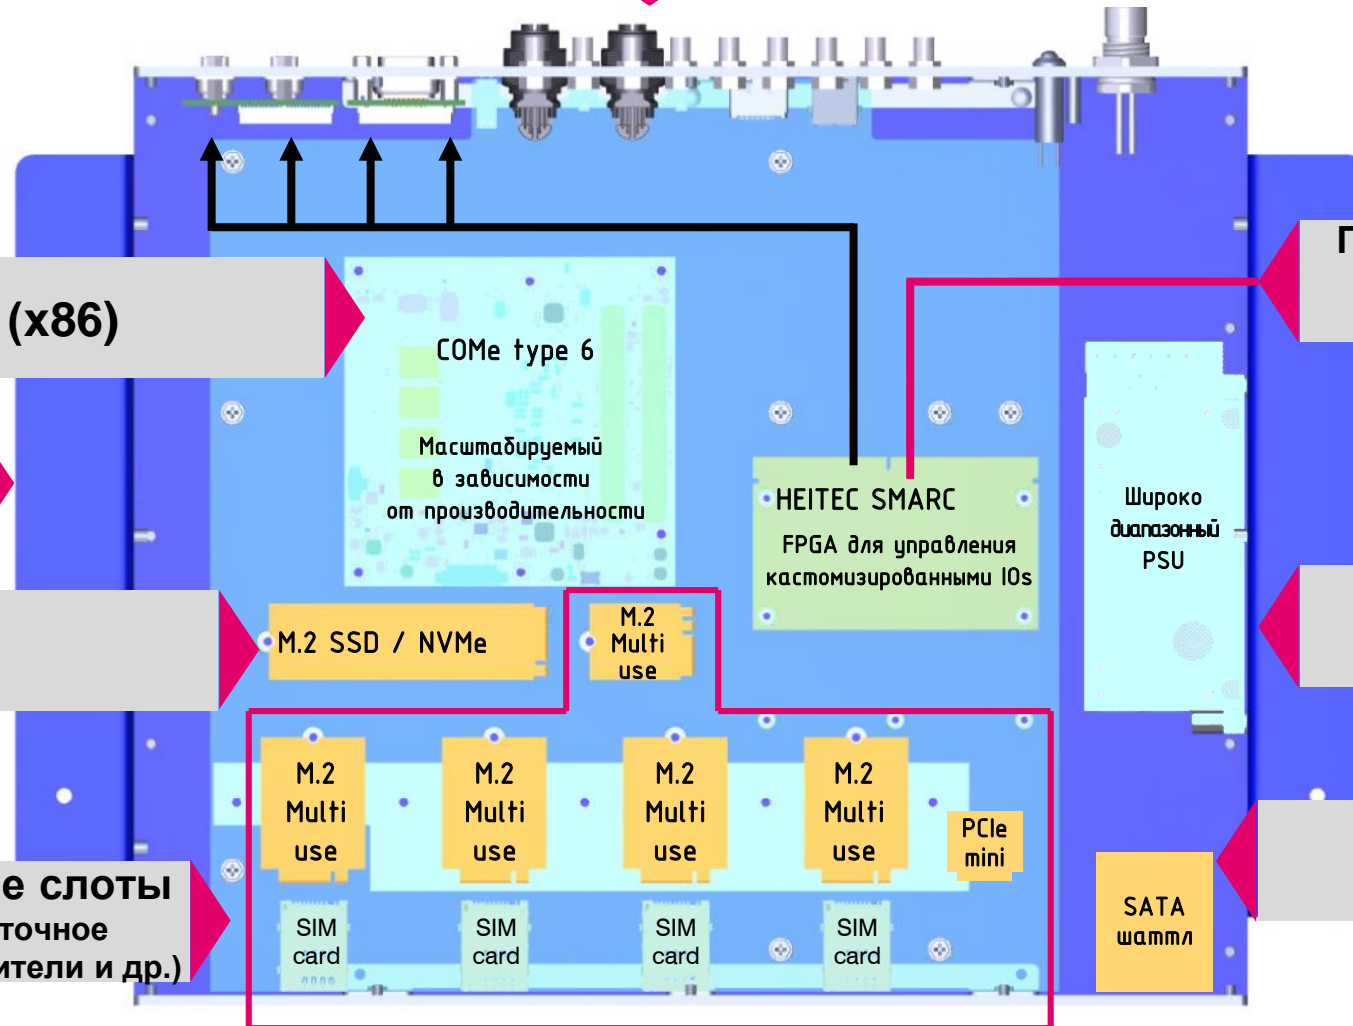 П
(x86)
COMe type 6
Масштабируемый
в зависимости
от производительности
HEITEC SMARC
FPGA для управления
кастомизированными IOs
Широко
диапазонный
PSU
M.2 SSD / NVMe
M.2
Multi
use
M.2
Multi
use
M.2
Multi
use
M.2
Multi
use
M.2
Multi
use
PCIe
mini
е слоты
точное
ители и др.)
SIM
card
SIM
card
SIM
card
SIM
card
SATA
шаттл